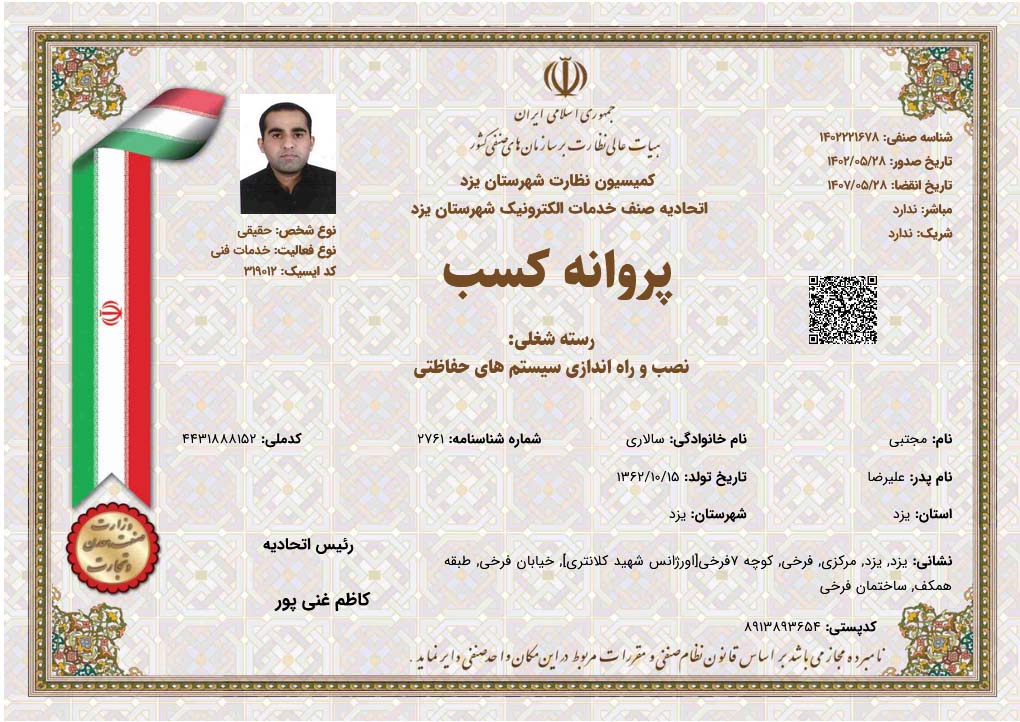 جمهوری اسلامی ایران
هیات عالی نظارت بر سازمان های صنفی کشور
کمیسیون نظارت شهرستان یزد
اتحادیه صنف خدمات الکترونیک شهرستان یزد
شناسه صنفی: ۱۴۰۲۲۲۱۶۷۸
تاریخ صدور: ۱۴۰۲/۰۵/۲۸
تاریخ انقضا: ۱۴۰۷/۰۵/۲۸
مباشر: ندارد
شریک: ندارد
نوع شخص: حقیقی
نوع فعالیت: خدمات فنی
کد ایسیک: ۳۱۹۰۱۲
پروانه کسب
رسته شغلی:
نصب و راه اندازی سیستم های حفاظتی
نام: مجتبی نام خانوادگی: سالاری شماره شناسنامه: ۲۷۶۱ کدملی: ۴۴۳۱۸۸۸۱۵۲
نام پدر: علیرضا تاریخ تولد: ۱۳۶۲/۱۰/۱۵
استان: یزد شهرستان: یزد
نشانی: یزد, یزد, مرکزی, فرخی, کوچه ۷فرخی[اورژانس شهید کلانتری], خیابان فرخی, طبقه
همکف, ساختمان فرخی
کدپستی: ۸۹۱۳۸۹۳۶۵۴
رئیس اتحادیه
کاظم غنی پور
وزارت
صنعت، معدن
و تجارت
نامبرده مجاز می باشد بر اساس قانون نظام صنفی و مقررات مربوط در این مکان واحد صنفی دایر نماید .